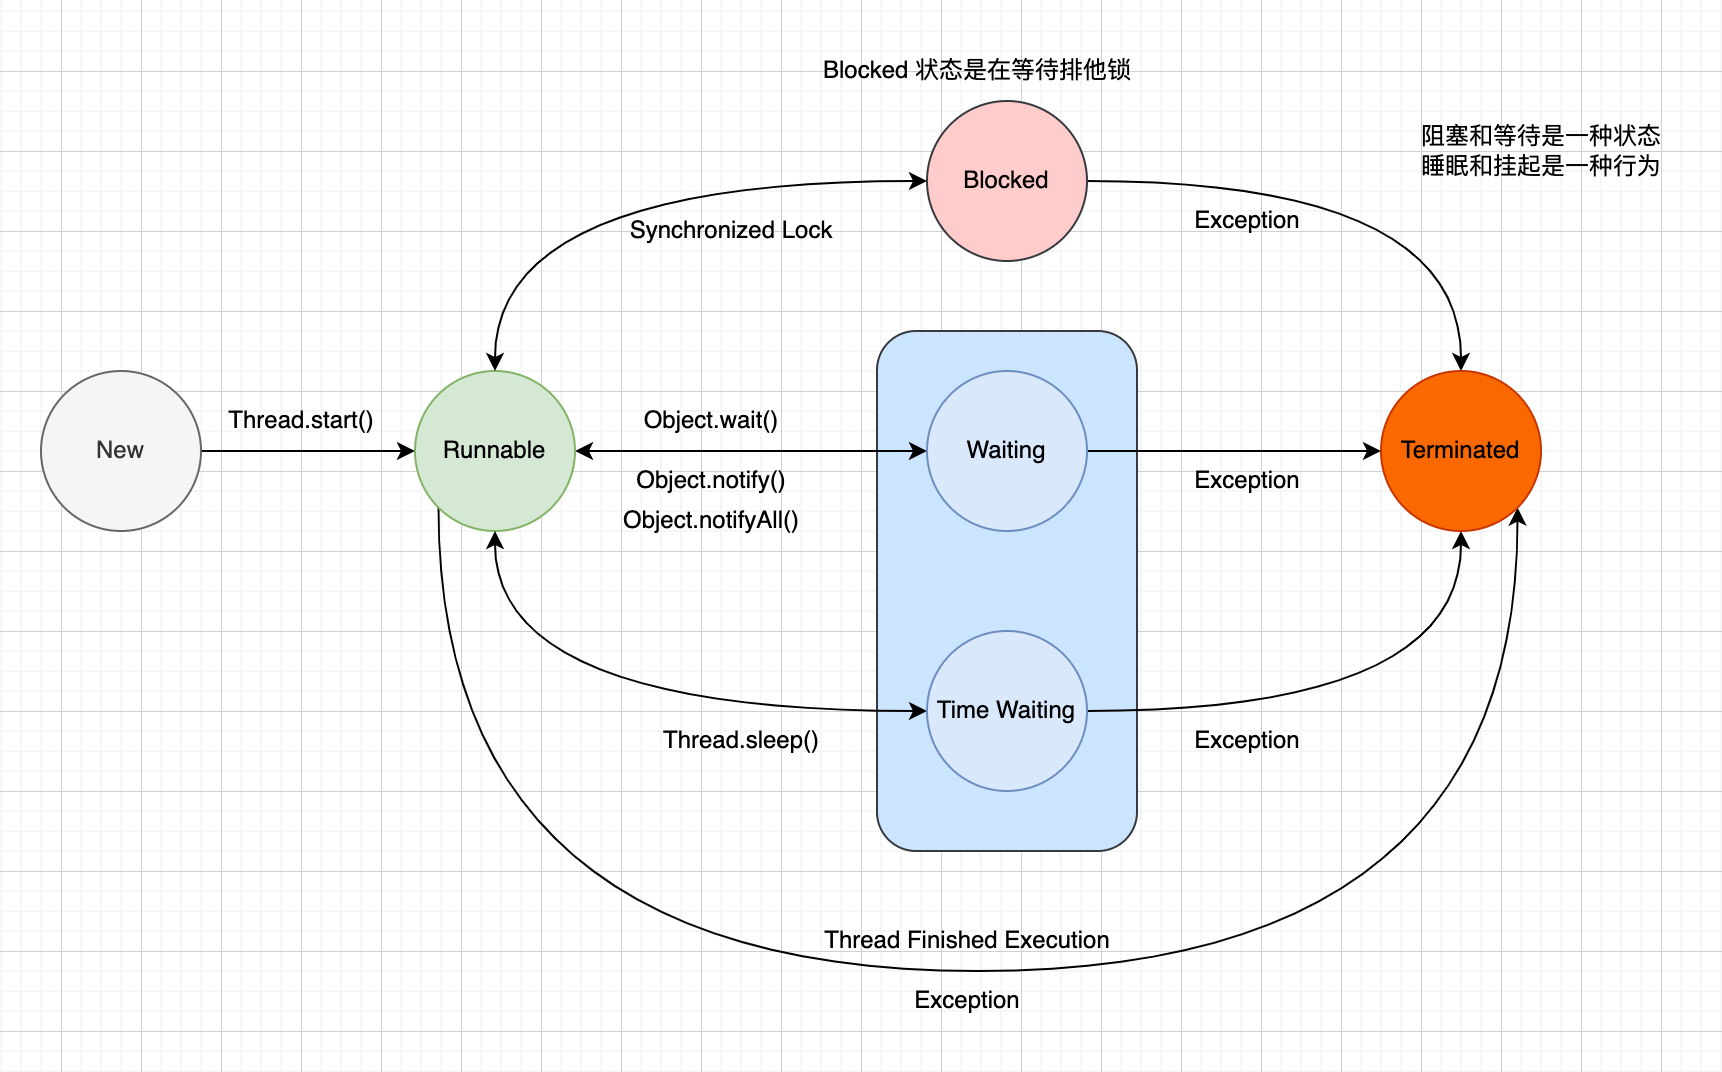 Blocked 状态是在等待排他锁
阻塞和等待是一种状态
睡眠和挂起是一种行为
Blocked
Synchronized Lock
Exception
New
Thread.start()
Runnable
Object.wait()
Object.notify()
Object.notifyAll()
Waiting
Exception
Terminated
Thread.sleep()
Time Waiting
Exception
Thread Finished Execution
Exception